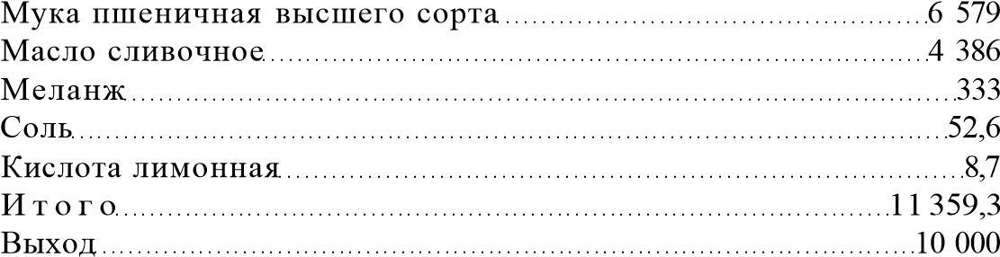 Мука пшеничная высшего сорта 6 579
Масло сливочное 4 386
Меланж 333
Соль 52,6
Кислота лимонная 8,7
Итого 11 359,3
Выход 10 000